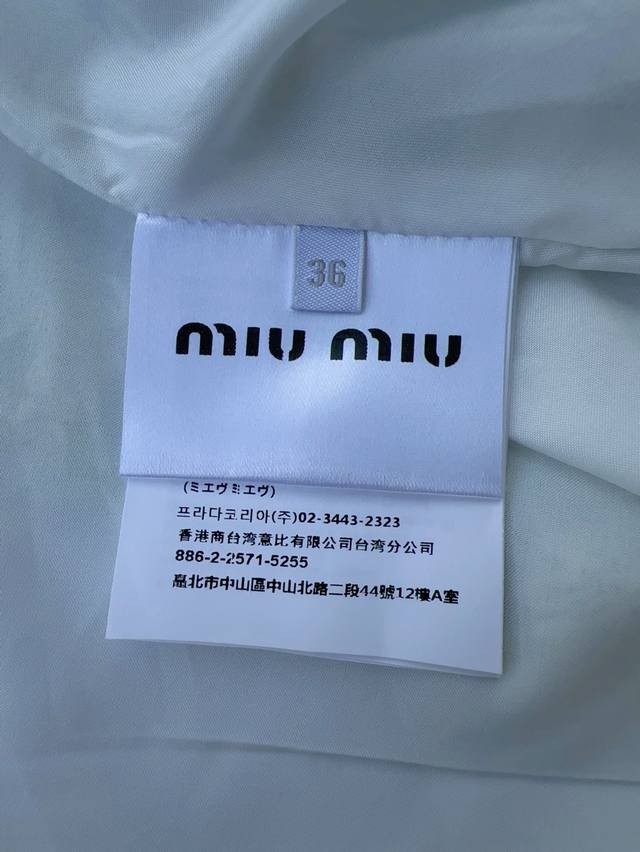 36
miu miu
(ミエヴミエヴ)
프라다코리아(주)02-3443-2323
香港商台湾意比有限公司台湾分公司
886-2-2571-5255
臺北市中山區中山北路二段44號12樓A室